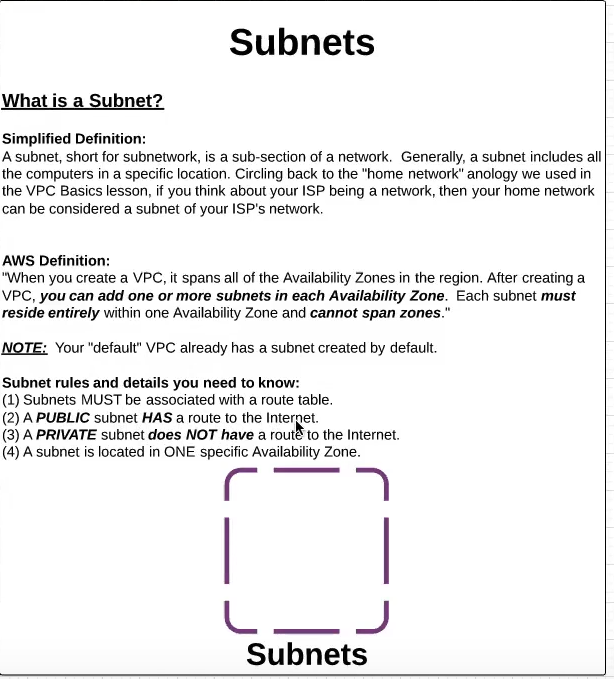 Subnets
What is a Subnet?
Simplified Definition:
A subnet, short for subnetwork, is a sub-section of a network.  Generally, a subnet includes all
the computers in a specific location. Circling back to the "home network" anology we used in
the VPC Basics lesson, if you think about your ISP being a network, then your home network
can be considered a subnet of your ISP's network.
AWS Definition:
"When you create a VPC, it spans all of the Availability Zones in the region. After creating a
VPC, you can add one or more subnets in each Availability Zone.  Each subnet must
reside entirely within one Availability Zone and cannot span zones."
NOTE:  Your "default" VPC already has a subnet created by default.
Subnet rules and details you need to know:
(1) Subnets MUST be associated with a route table.
(2) A PUBLIC subnet HAS a route to the Internet.
(3) A PRIVATE subnet does NOT have a route to the Internet.
(4) A subnet is located in ONE specific Availability Zone.
Subnets